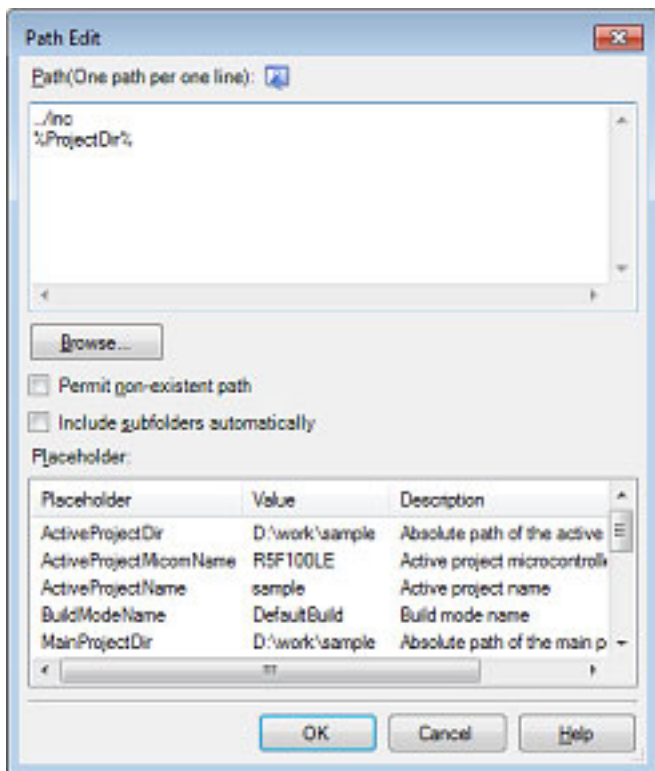 Path Edit
Path(One path per one line):
../inc
%ProjectDir%
Browse...
Permit non-existent path
Include subfolders automatically
Placeholder:
Placeholder Value Description
ActiveProjectDir D:\work\sample Absolute path of the active
ActiveProjectMicomName R5F100LE Active project microcontrolle
ActiveProjectName sample Active project name
BuildModeName DefaultBuild Build mode name
MainProjectDir D:\work\sample Absolute path of the main p
OK Cancel Help